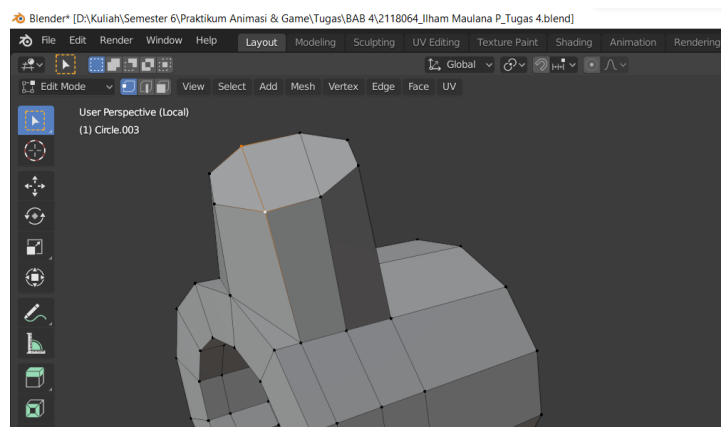 Blender* [D:\Kuliah\Semester 6\Praktikum Animasi & Game\Tugas\BAB 4\2118064_Ilham Maulana P_Tugas 4.blend]
File Edit Render Window Help Layout Modeling Sculpting UV Editing Texture Paint Shading Animation Rendering
Global
Edit Mode View Select Add Mesh Vertex Edge Face UV
User Perspective (Local)
(1) Circle.003